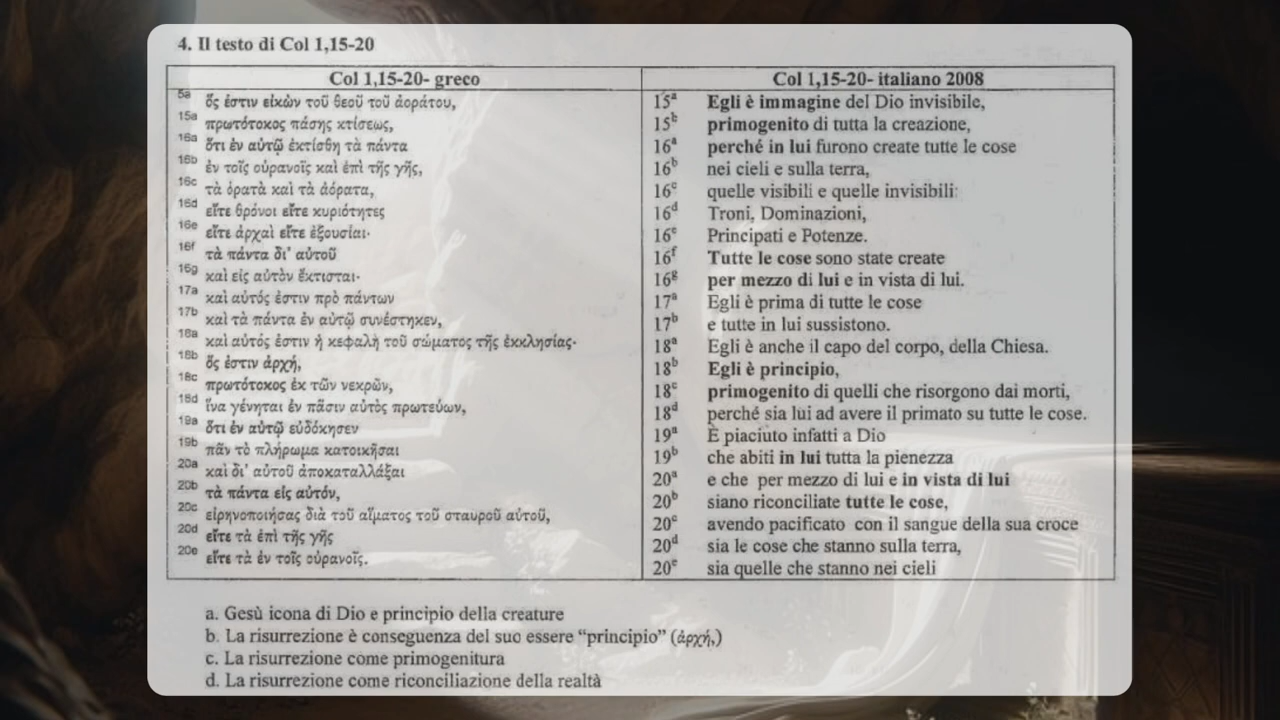 4. Il testo di Col 1,15-20
Col 1,15-20- greco
5a ὅς ἐστιν εἰκὼν τοῦ θεοῦ τοῦ ἀοράτου,
15a πρωτότοκος πάσης κτίσεως,
16a ὅτι ἐν αὐτῷ ἐκτίσθη τὰ πάντα
16b ἐν τοῖς οὐρανοῖς καὶ ἐπὶ τῆς γῆς,
16c τὰ ὁρατὰ καὶ τὰ ἀόρατα,
16d εἴτε θρόνοι εἴτε κυριότητες
16e εἴτε ἀρχαὶ εἴτε ἐξουσίαι·
16f τὰ πάντα δι' αὐτοῦ
16g καὶ εἰς αὐτὸν ἔκτισται·
17a καὶ αὐτός ἐστιν πρὸ πάντων
17b καὶ τὰ πάντα ἐν αὐτῷ συνέστηκεν,
18a καὶ αὐτός ἐστιν ἡ κεφαλὴ τοῦ σώματος τῆς ἐκκλησίας·
18b ὅς ἐστιν ἀρχή,
18c πρωτότοκος ἐκ τῶν νεκρῶν,
18d ἵνα γένηται ἐν πᾶσιν αὐτὸς πρωτεύων,
19a ὅτι ἐν αὐτῷ εὐδόκησεν
19b πᾶν τὸ πλήρωμα κατοικῆσαι
20a καὶ δι' αὐτοῦ ἀποκαταλλάξαι
20b τὰ πάντα εἰς αὐτόν,
20c εἰρηνοποιήσας διὰ τοῦ αἵματος τοῦ σταυροῦ αὐτοῦ,
20d εἴτε τὰ ἐπὶ τῆς γῆς
20e εἴτε τὰ ἐν τοῖς οὐρανοῖς.
Col 1,15-20- italiano 2008
15a Egli è immagine del Dio invisibile,
15b primogenito di tutta la creazione,
16a perché in lui furono create tutte le cose
16b nei cieli e sulla terra,
16c quelle visibili e quelle invisibili:
16d Troni, Dominazioni,
16e Principati e Potenze.
16f Tutte le cose sono state create
16g per mezzo di lui e in vista di lui.
17a Egli è prima di tutte le cose
17b e tutte in lui sussistono.
18a Egli è anche il capo del corpo, della Chiesa.
18b Egli è principio,
18c primogenito di quelli che risorgono dai morti,
18d perché sia lui ad avere il primato su tutte le cose.
19a È piaciuto infatti a Dio
19b che abiti in lui tutta la pienezza
20a e che per mezzo di lui e in vista di lui
20b siano riconciliate tutte le cose,
20c avendo pacificato con il sangue della sua croce
20d sia le cose che stanno sulla terra,
20e sia quelle che stanno nei cieli
a. Gesù icona di Dio e principio della creature
b. La risurrezione è conseguenza del suo essere “principio” (ἀρχή,)
c. La risurrezione come primogenitura
d. La risurrezione come riconciliazione della realtà